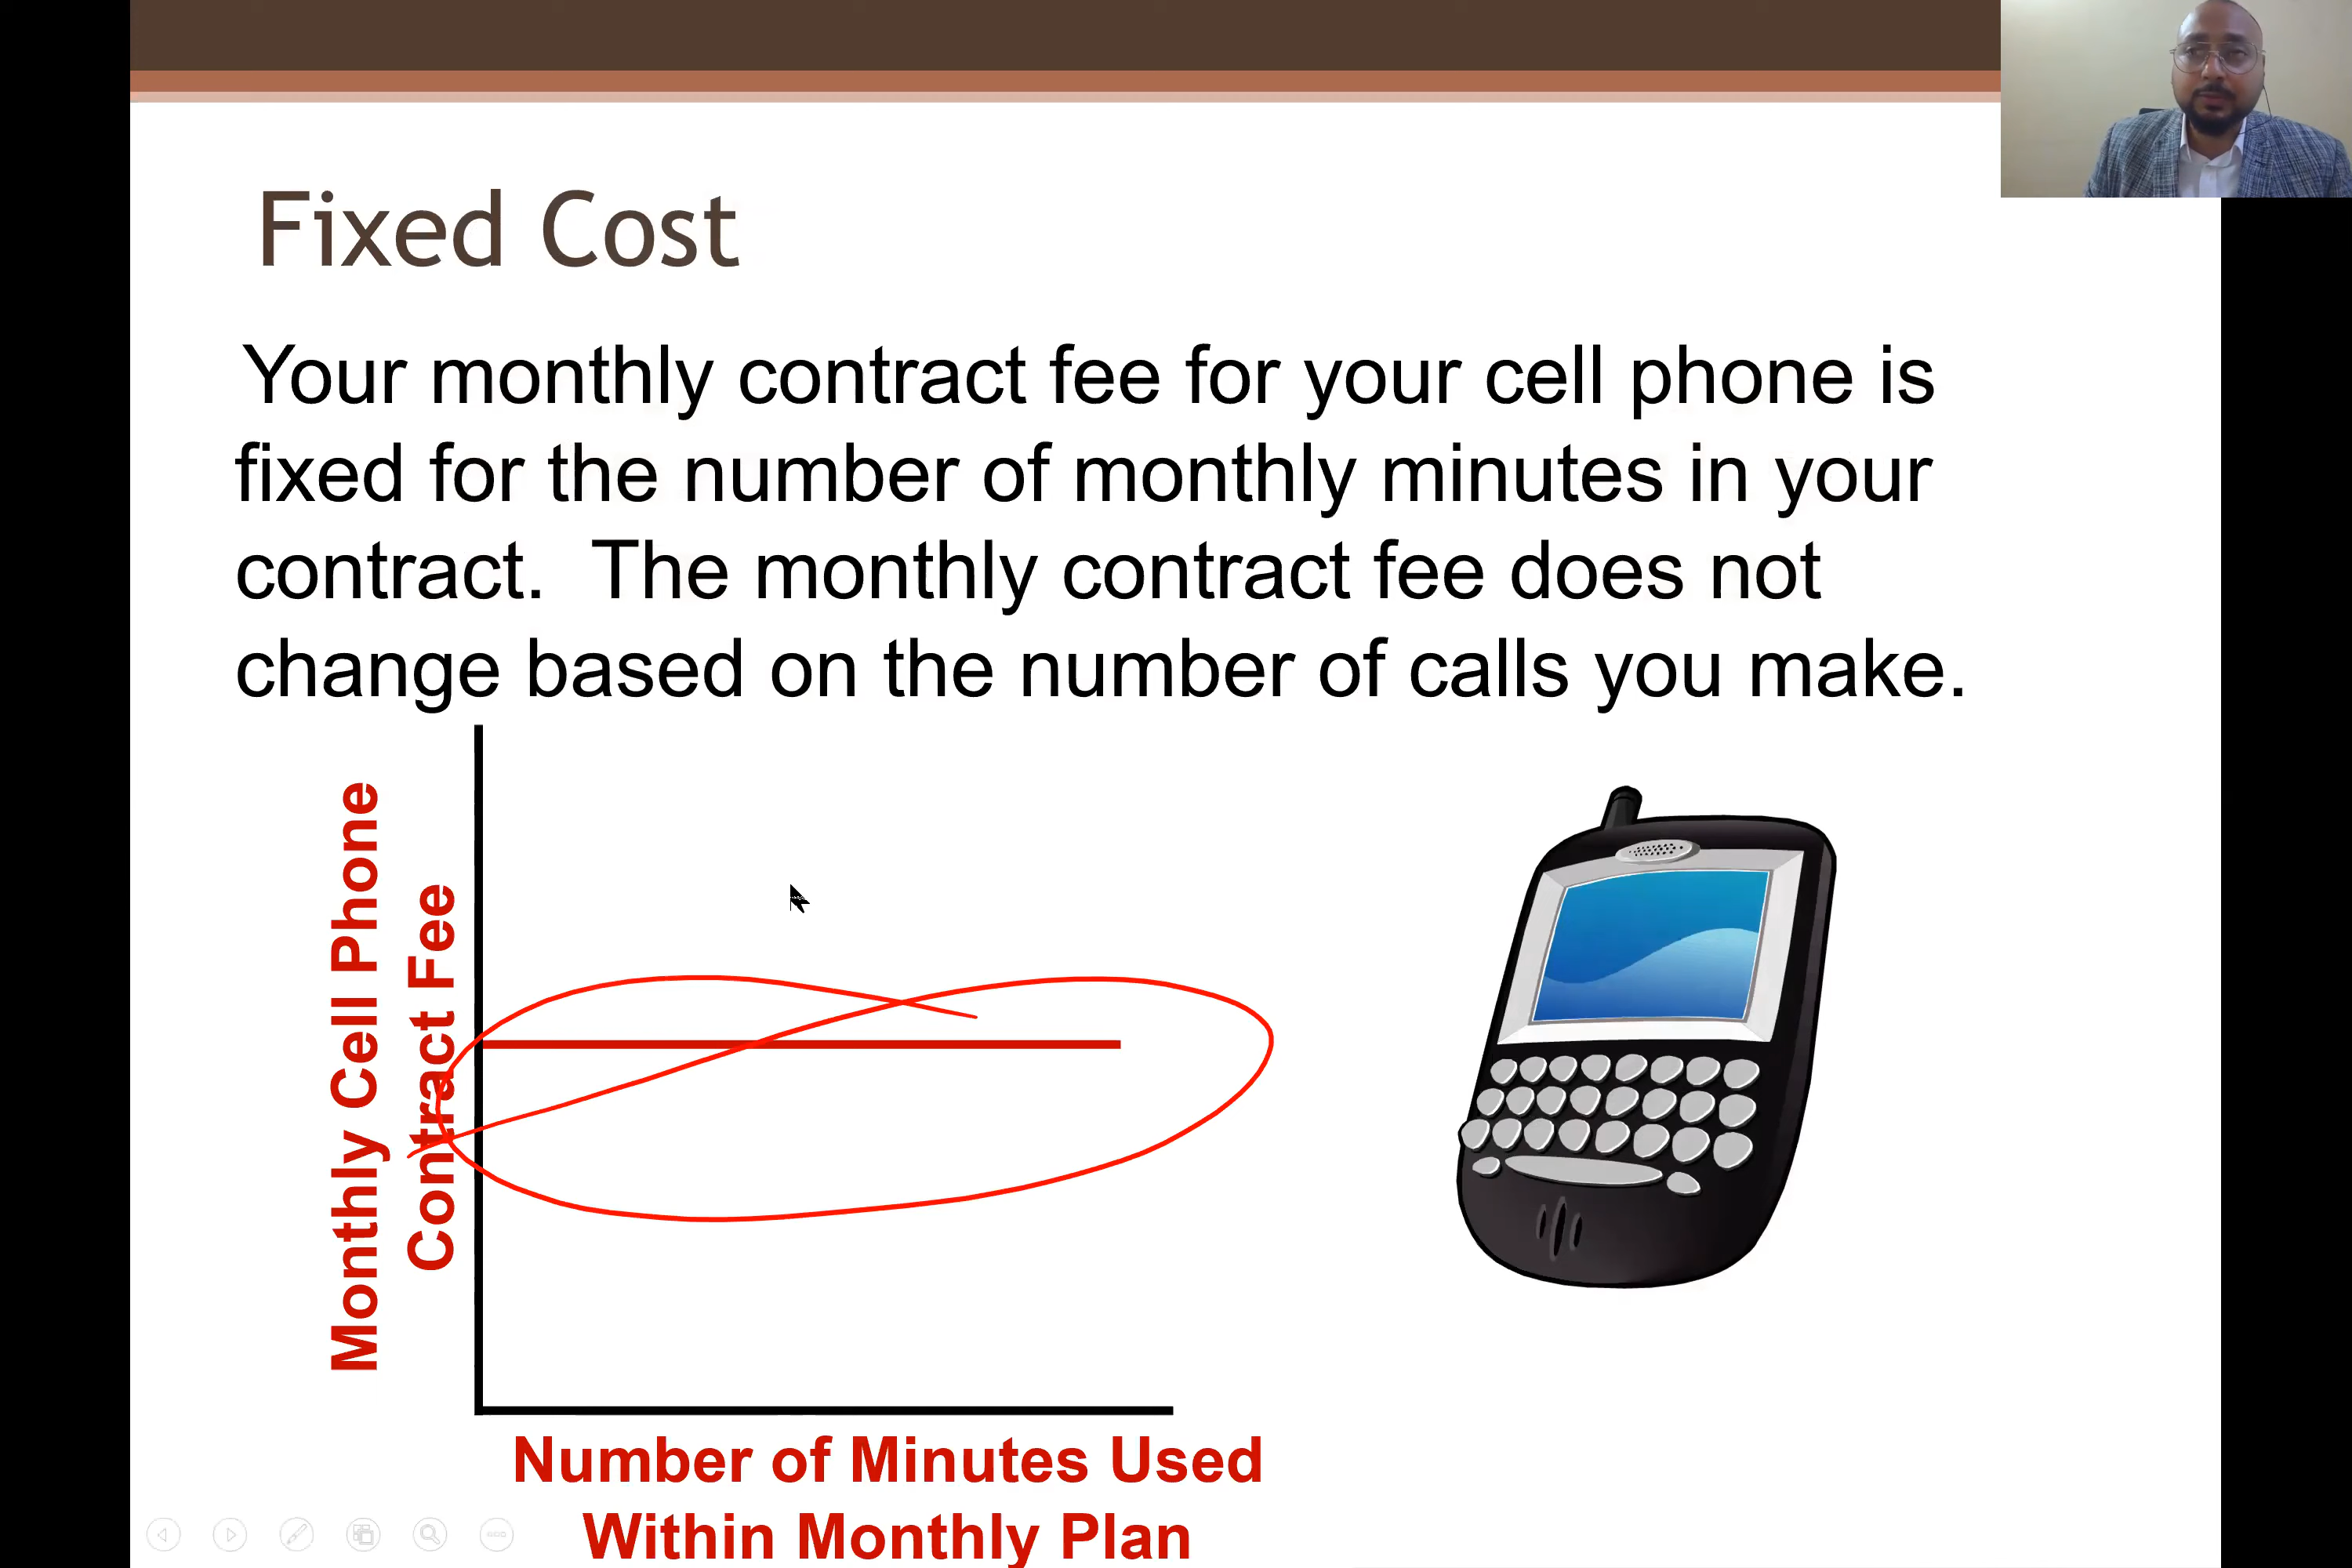 Fixed Cost
Your monthly contract fee for your cell phone is
fixed for the number of monthly minutes in your
contract.  The monthly contract fee does not
change based on the number of calls you make.
Monthly Cell Phone
Contract Fee
Number of Minutes Used
Within Monthly Plan